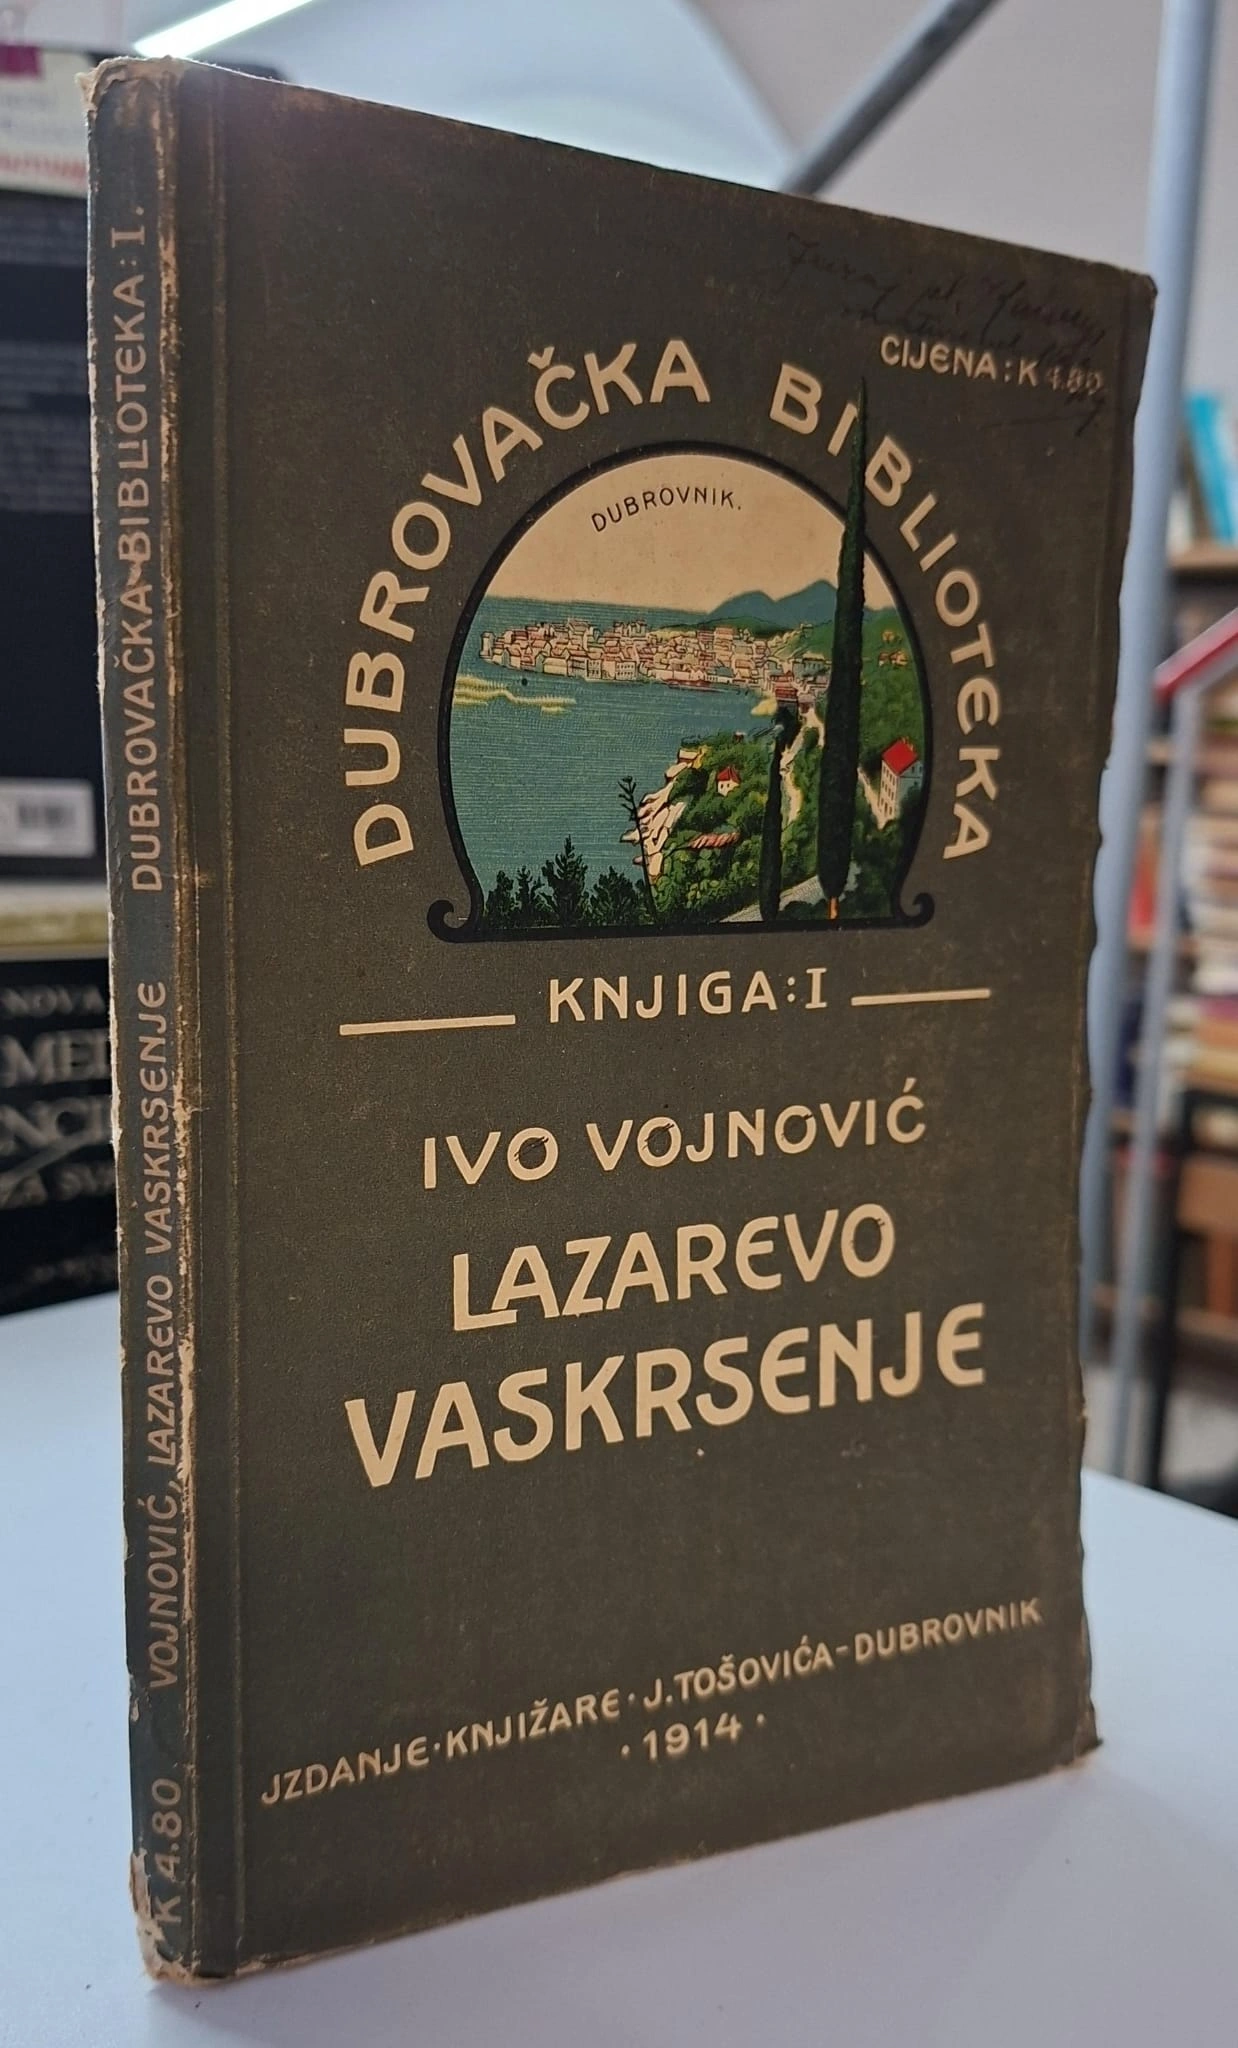 CIJENA: K 4.80
DUBROVAČKA BIBLIOTEKA
DUBROVNIK.
KNJIGA: I
IVO VOJNOVIĆ
LAZAREVO
VASKRSENJE
JZDANJE · KNJIŽARE · J. TOŠOVIĆA - DUBROVNIK
· 1914 ·
K 4.80 VOJNOVIĆ, LAZAREVO VASKRSENJE DUBROVAČKA BIBLIOTEKA: I.
NOVA